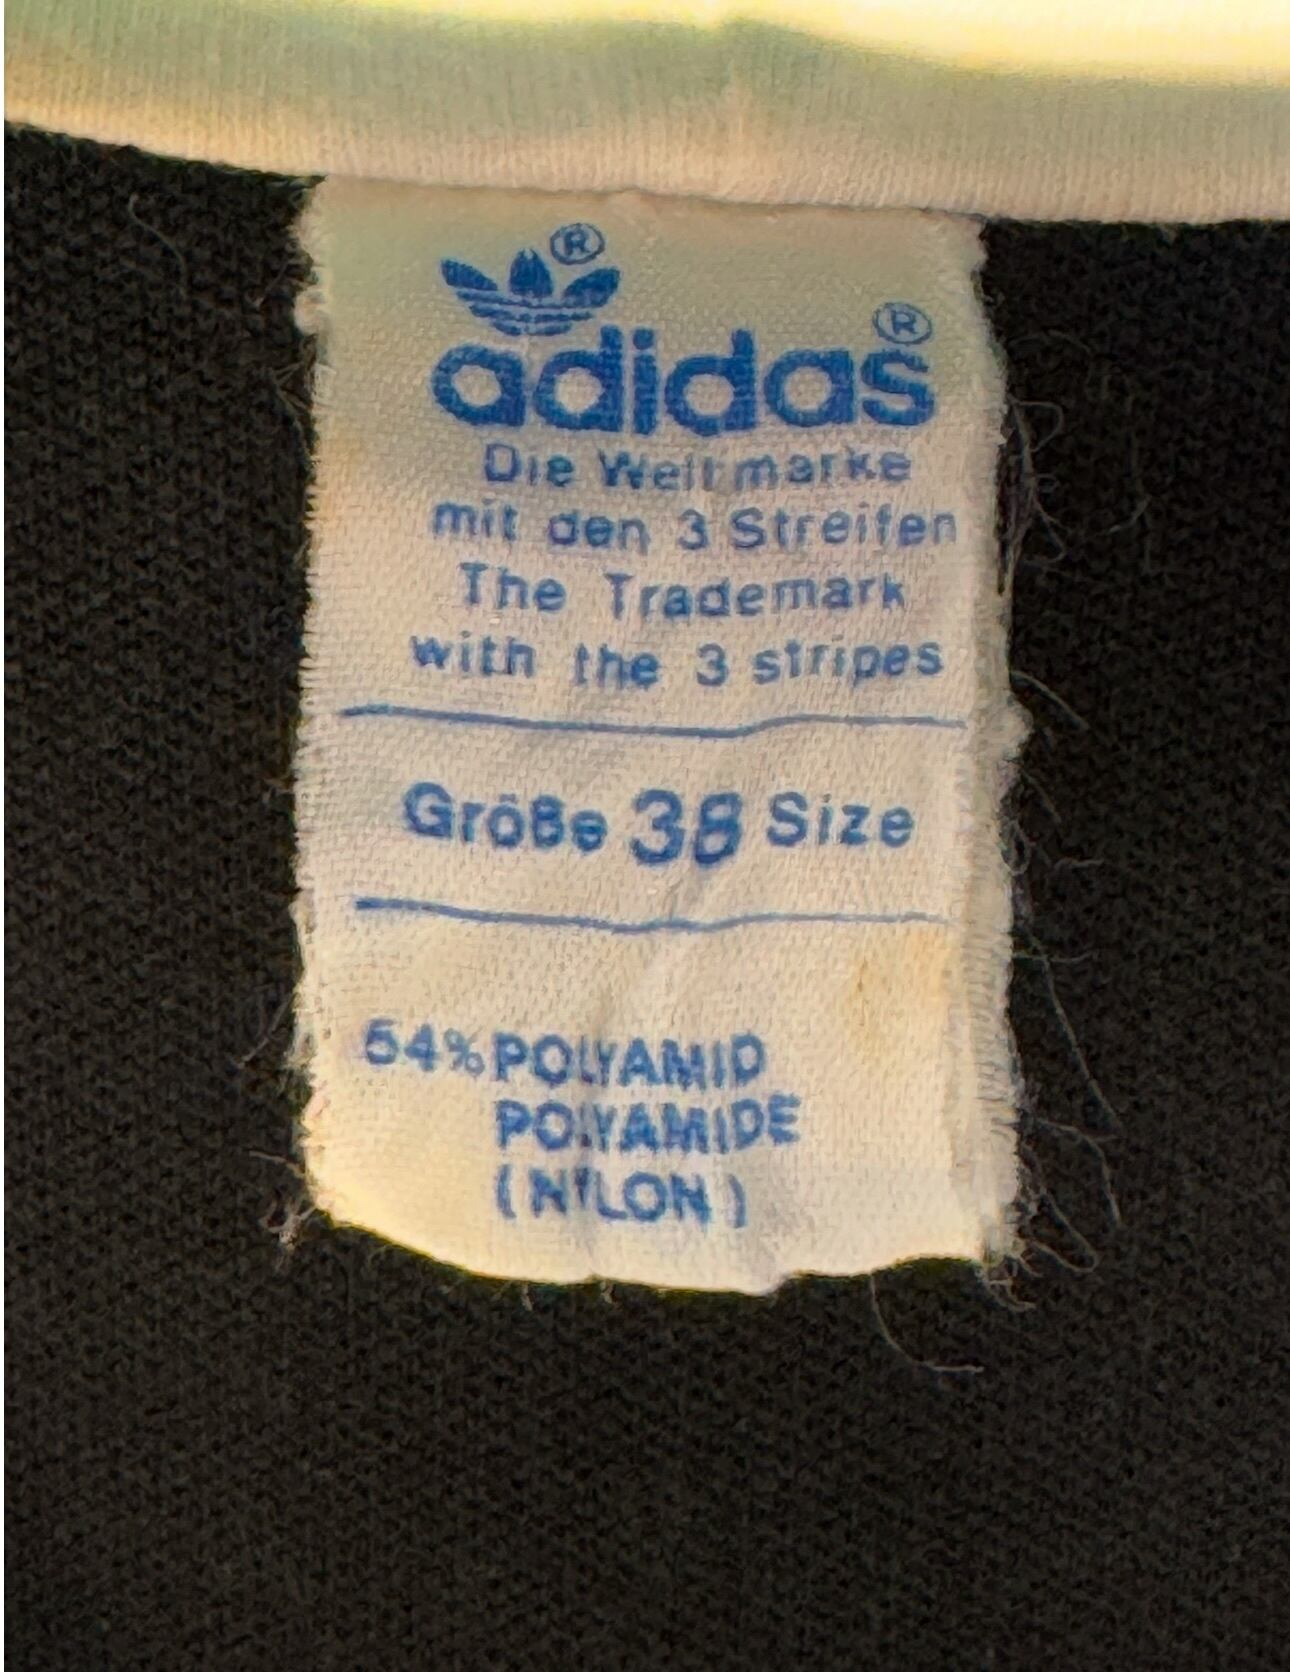 ®
adidas®
Die Weltmarke
mit den 3 Streifen
The Trademark
with the 3 stripes
Größe 38 Size
54% POLYAMID
POLYAMIDE
(NYLON)